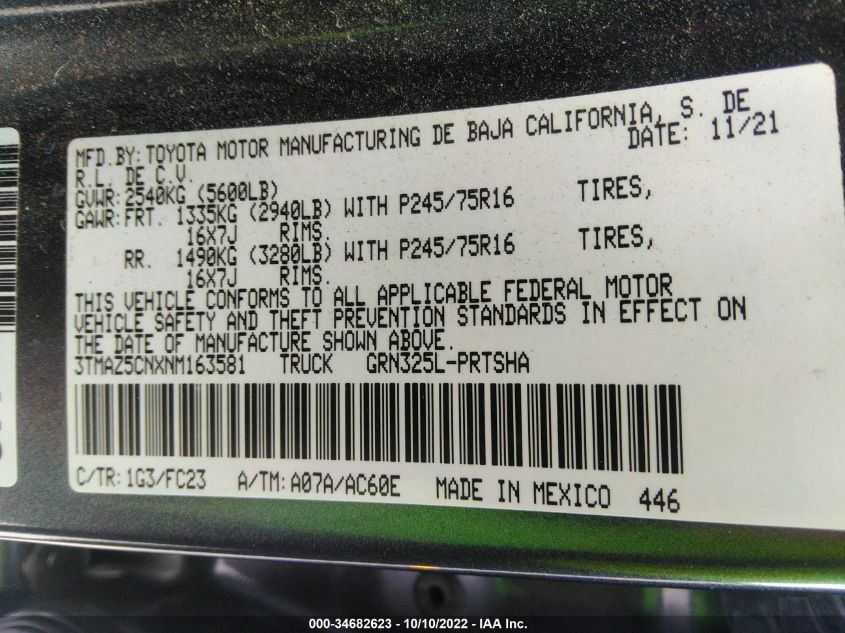 MFD.BY: TOYOTA MOTOR MANUFACTURING DE BAJA CALIFORNIA, S. DE
R.L. DE C.V. DATE: 11/21
GVWR: 2540KG (5600LB)
GAWR: FRT. 1335KG (2940LB) WITH P245/75R16 TIRES,
16X7J RIMS.
RR. 1490KG (3280LB) WITH P245/75R16 TIRES,
16X7J RIMS.
THIS VEHICLE CONFORMS TO ALL APPLICABLE FEDERAL MOTOR
VEHICLE SAFETY AND THEFT PREVENTION STANDARDS IN EFFECT ON
THE DATE OF MANUFACTURE SHOWN ABOVE.
3TMAZ5CNXNM163581 TRUCK GRN325L-PRTSHA
C/TR: 1G3/FC23 A/TM: A07A/AC60E MADE IN MEXICO 446
000-34682623 - 10/10/2022 - IAA Inc.